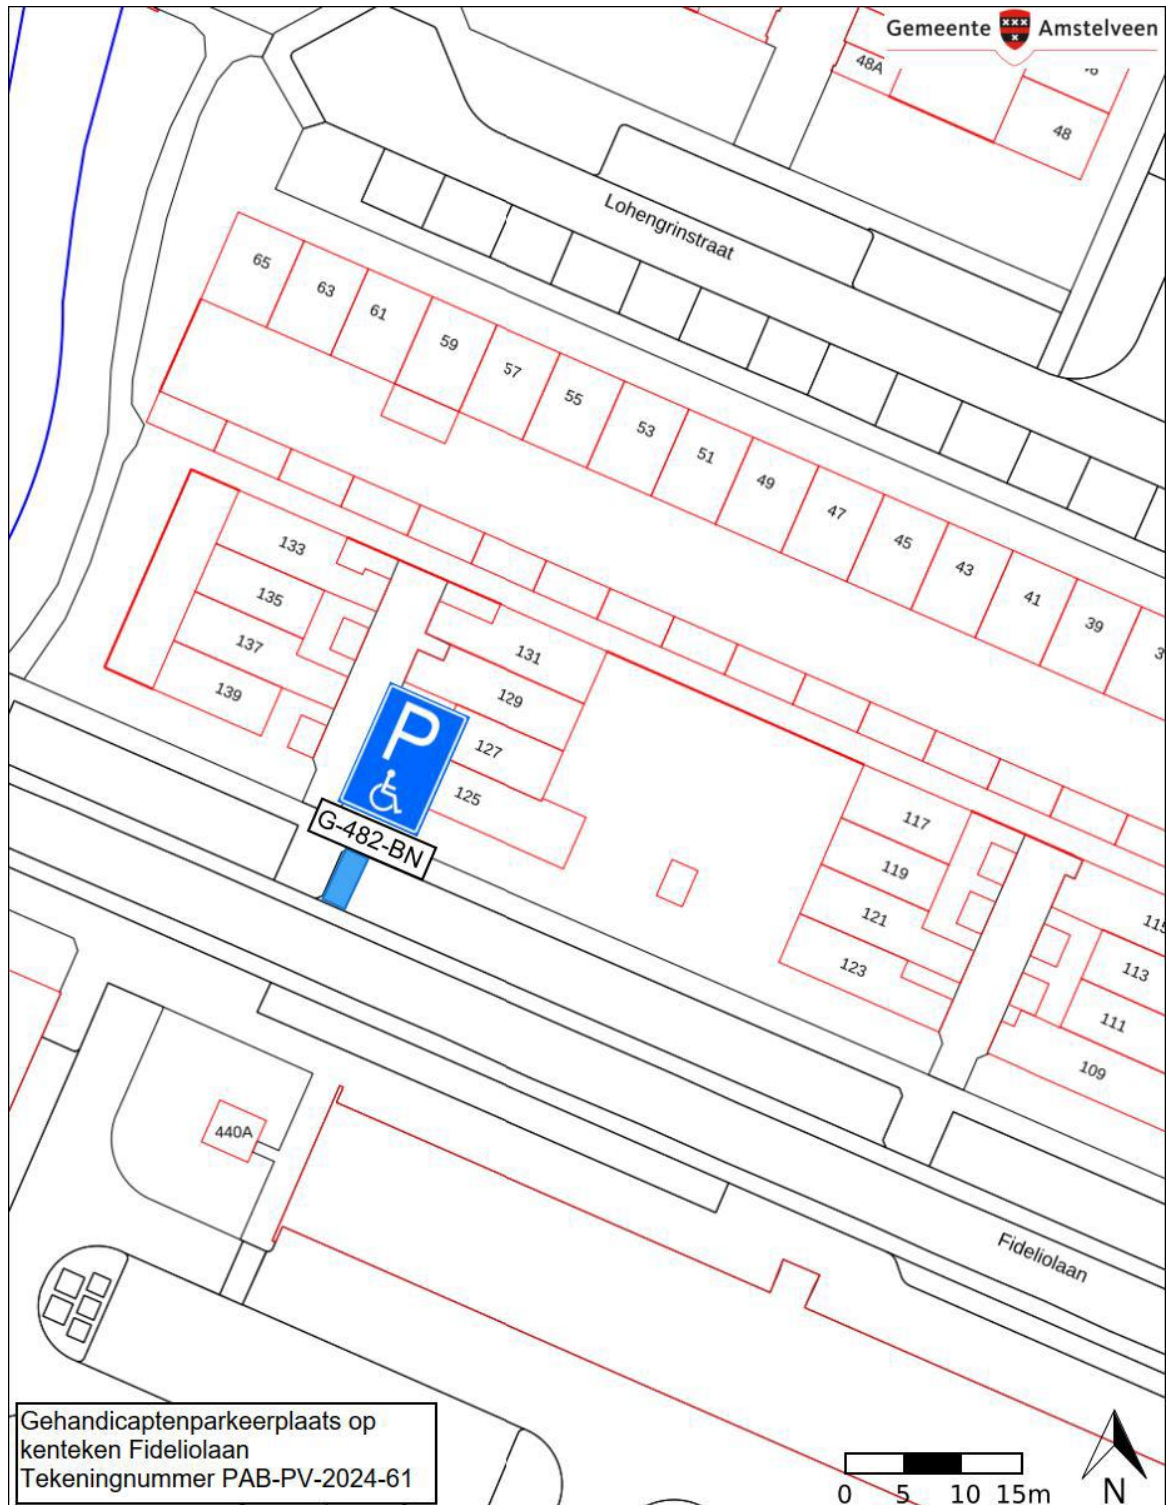 Gemeente Amstelveen
48A
48
Lohengrinstraat
65
63
61
59
57
55
53
51
49
47
45
43
41
39
133
135
137
139
131
129
127
125
P
G-482-BN
117
119
121
123
115
113
111
109
440A
Fideliolaan
Gehandicaptenparkeerplaats op
kenteken Fideliolaan
Tekeningnummer PAB-PV-2024-61
0 5 10 15m
N